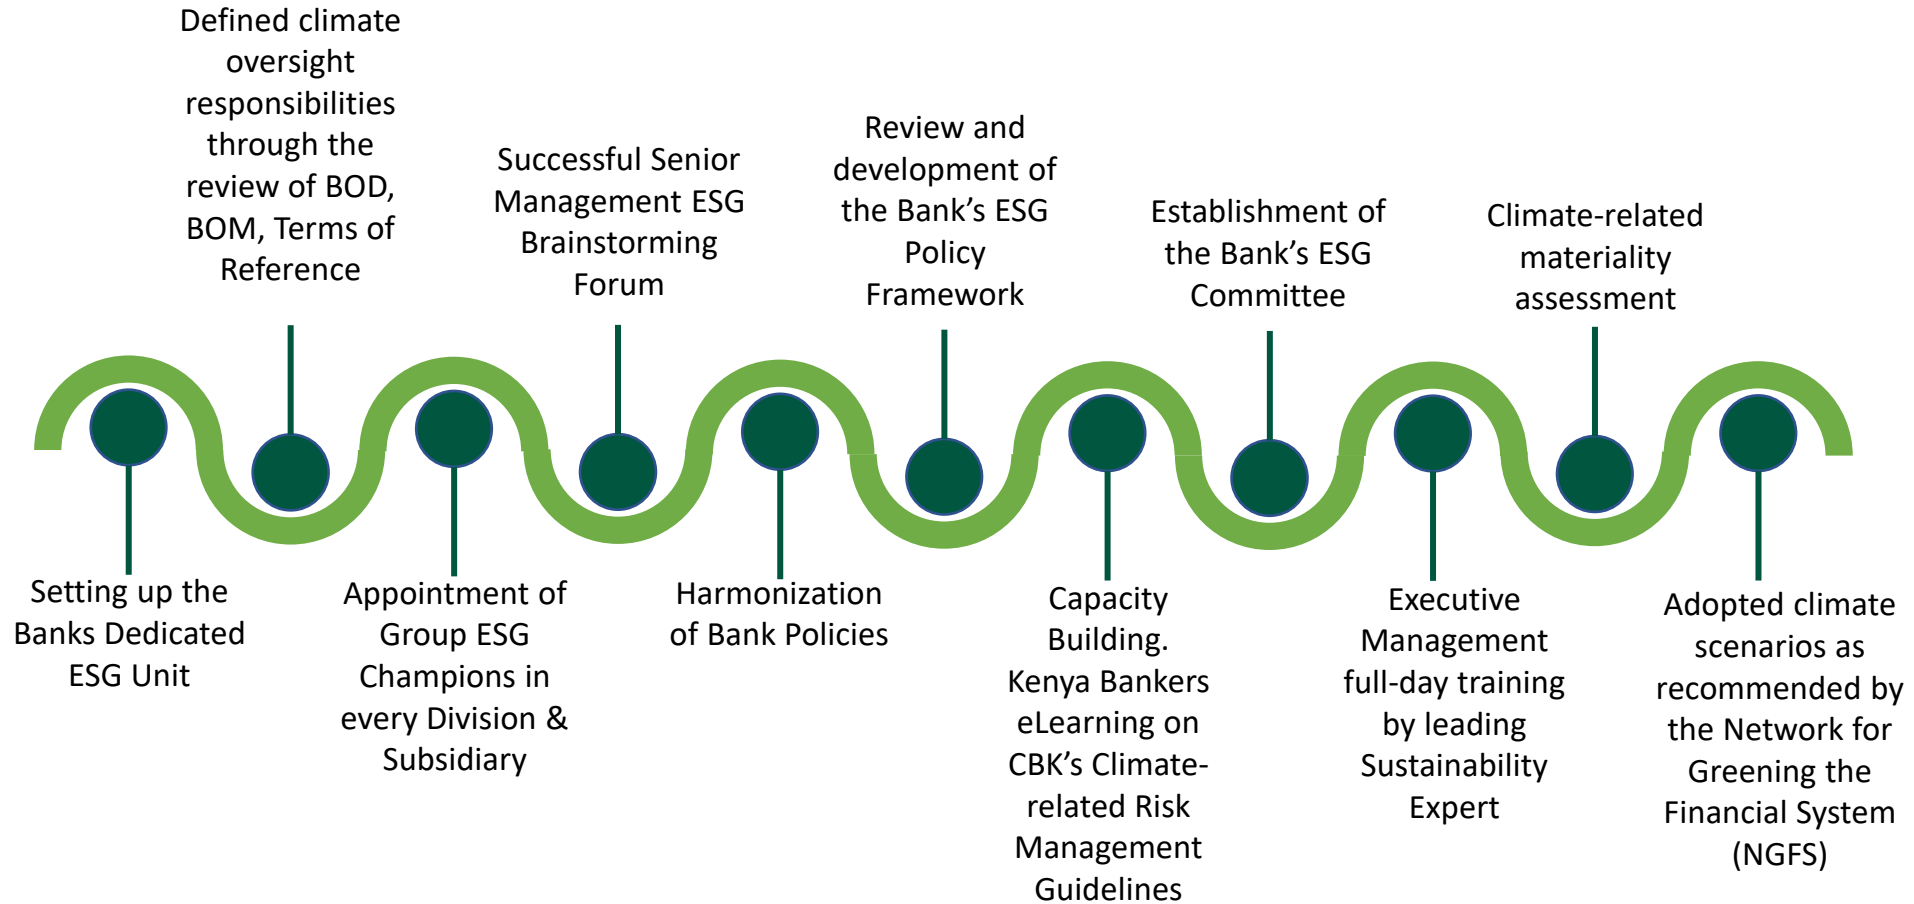 Defined climate
oversight
responsibilities
through the
review of BOD,
BOM, Terms of
Reference
Successful Senior
Management ESG
Brainstorming
Forum
Review and
development of
the Bank’s ESG
Policy
Framework
Establishment of
the Bank’s ESG
Committee
Climate-related
materiality
assessment
Setting up the
Banks Dedicated
ESG Unit
Appointment of
Group ESG
Champions in
every Division &
Subsidiary
Harmonization
of Bank Policies
Capacity
Building.
Kenya Bankers
eLearning on
CBK’s Climate-
related Risk
Management
Guidelines
Executive
Management
full-day training
by leading
Sustainability
Expert
Adopted climate
scenarios as
recommended by
the Network for
Greening the
Financial System
(NGFS)